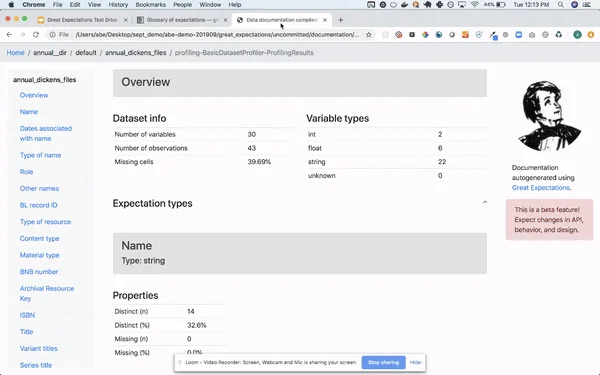 Chrome File Edit View History Bookmarks People Window Help 44% Tue 12:13 PM
Great Expectations Test Drive Glossary of expectations — gr Data documentation compiled
File | /Users/abe/Desktop/sept_demo/abe-demo-201909/great_expectations/uncommitted/documentation/...
Home / annual__dir / default / annual_dickens_files / profiling-BasicDatasetProfiler-ProfilingResults
annual_dickens_files
Overview
Name
Dates associated
with name
Type of name
Role
Other names
BL record ID
Type of resource
Content type
Material type
BNB number
Archival Resource
Key
ISBN
Title
Variant titles
Series title
Overview
Dataset info
Number of variables 30
Number of observations 43
Missing cells 39.69%
Variable types
int 2
float 6
string 22
unknown 0
Expectation types
Name
Type: string
Properties
Distinct (n) 14
Distinct (%) 32.6%
Missing (n) 0
Missing (%) 0.0%
Documentation
autogenerated using
Great Expectations.
This is a beta feature!
Expect changes in API,
behavior, and design.
Loom – Video Recorder: Screen, Webcam and Mic is sharing your screen. Stop sharing Hide